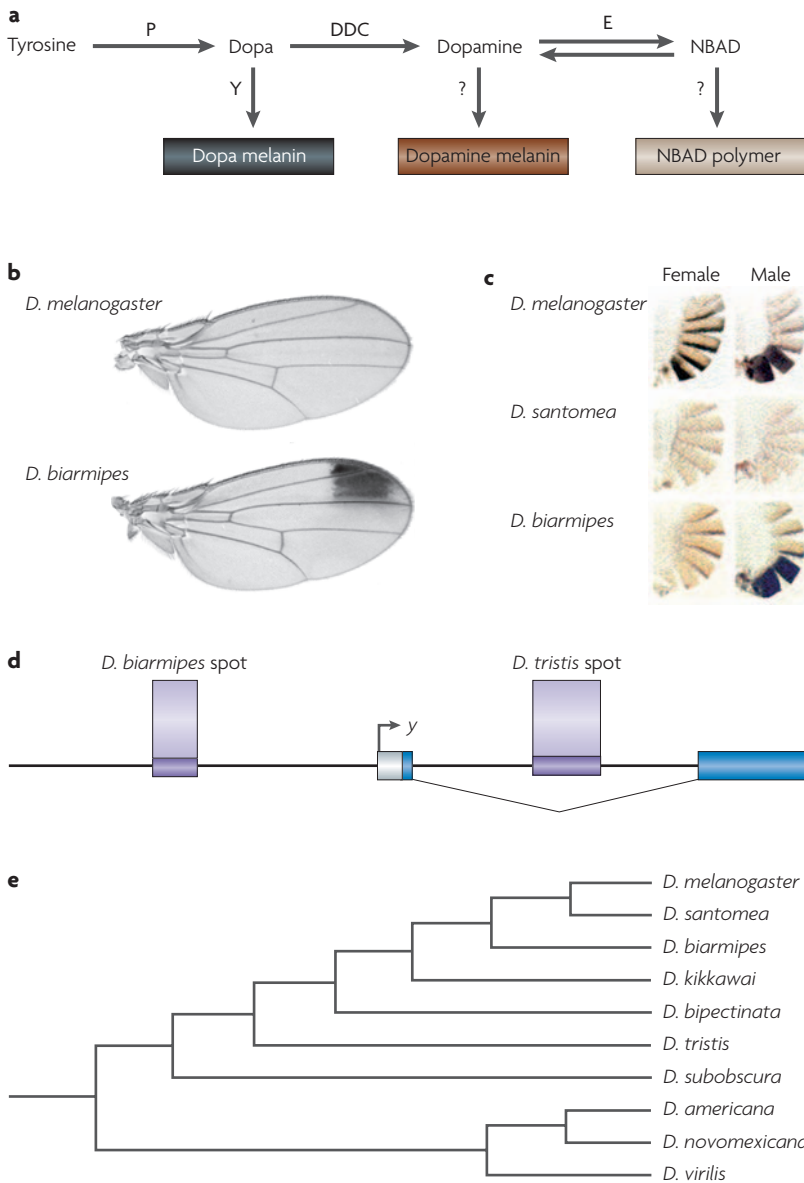 a
Tyrosine P Dopa DDC Dopamine E NBAD
Y ? ?
Dopa melanin Dopamine melanin NBAD polymer
b
D. melanogaster
D. biarmipes
c
Female Male
D. melanogaster
D. santomea
D. biarmipes
d
D. biarmipes spot D. tristis spot
y
e
D. melanogaster
D. santomea
D. biarmipes
D. kikkawai
D. bipectinata
D. tristis
D. subobscura
D. americana
D. novomexicana
D. virilis